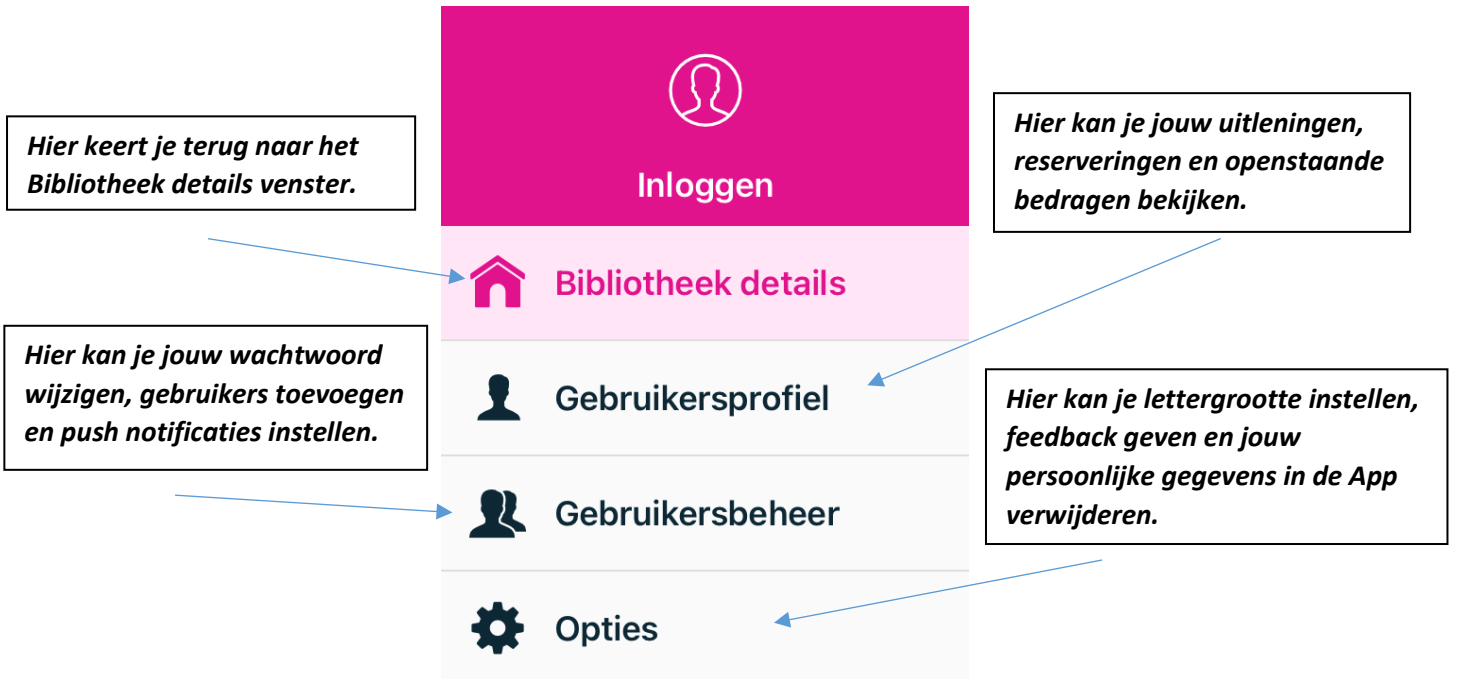 Hier keert je terug naar het
Bibliotheek details venster.
Hier kan je jouw wachtwoord
wijzigen, gebruikers toevoegen
en push notificaties instellen.
Inloggen
Bibliotheek details
Gebruikersprofiel
Gebruikersbeheer
Opties
Hier kan je jouw uitleningen,
reserveringen en openstaande
bedragen bekijken.
Hier kan je lettergrootte instellen,
feedback geven en jouw
persoonlijke gegevens in de App
verwijderen.